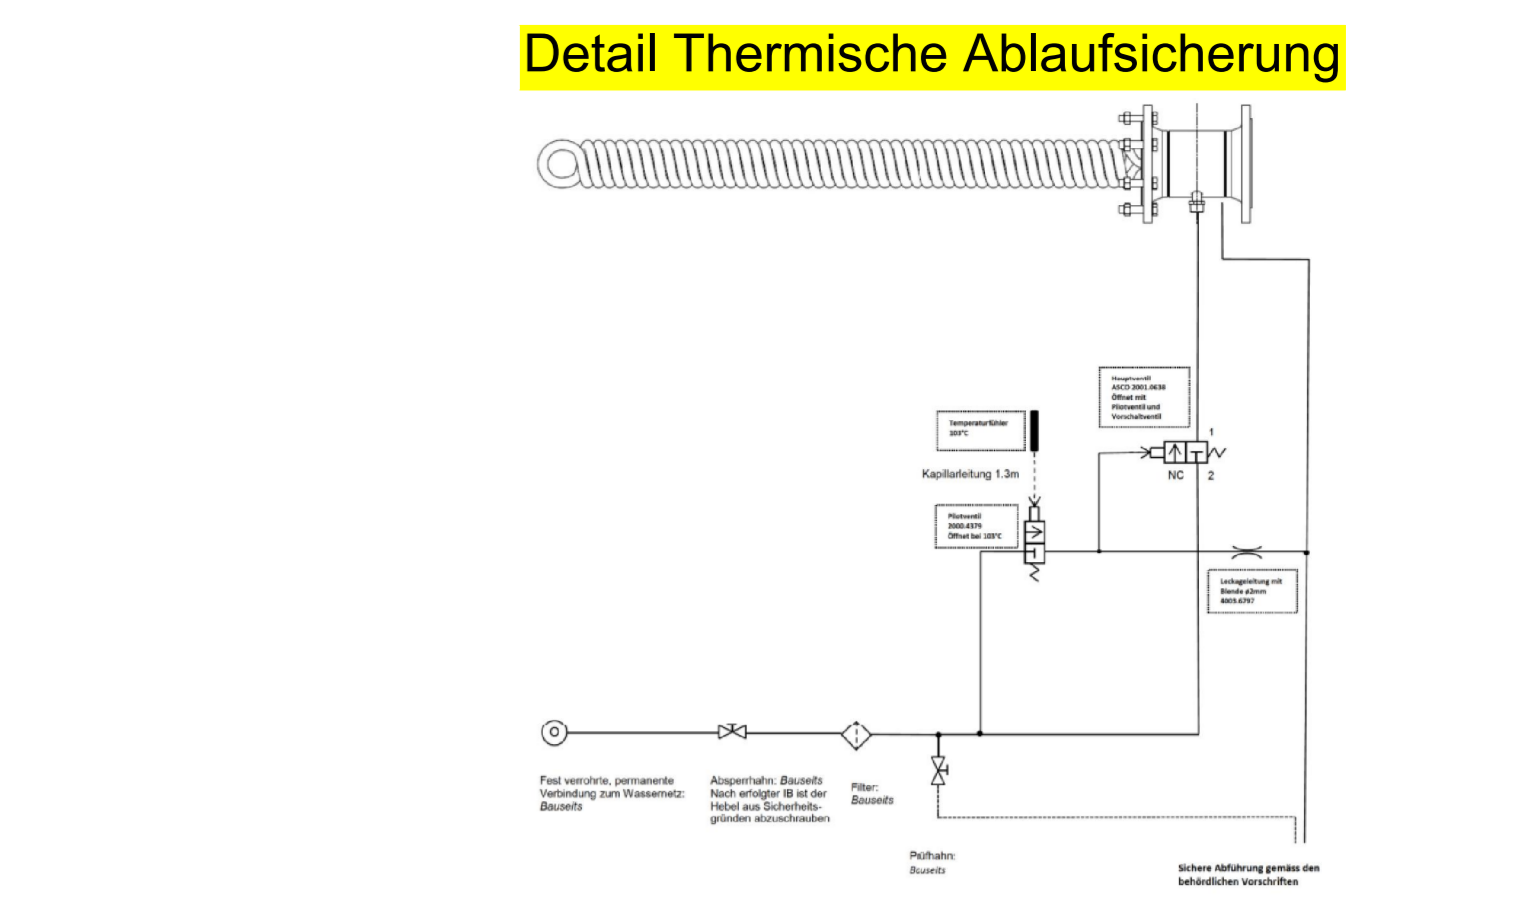 Detail Thermische Ablaufsicherung
Hauptventil
ASCO 2001.0638
Öffnet mit
Pilotventil und
Vorschaltventil
Temperaturfühler
103°C
1
Kapillarleitung 1.3m
NC
2
Pilotventil
2000.4379
Öffnet bei 103°C
Leckageleitung mit
Blende ø2mm
4003.6797
Fest verrohrte, permanente
Verbindung zum Wassernetz:
Bauseits
Absperrhahn: Bauseits
Nach erfolgter IB ist der
Hebel aus Sicherheits-
gründen abzuschrauben
Filter:
Bauseits
Prüfhahn:
Bauseits
Sichere Abführung gemäss den
behördlichen Vorschriften